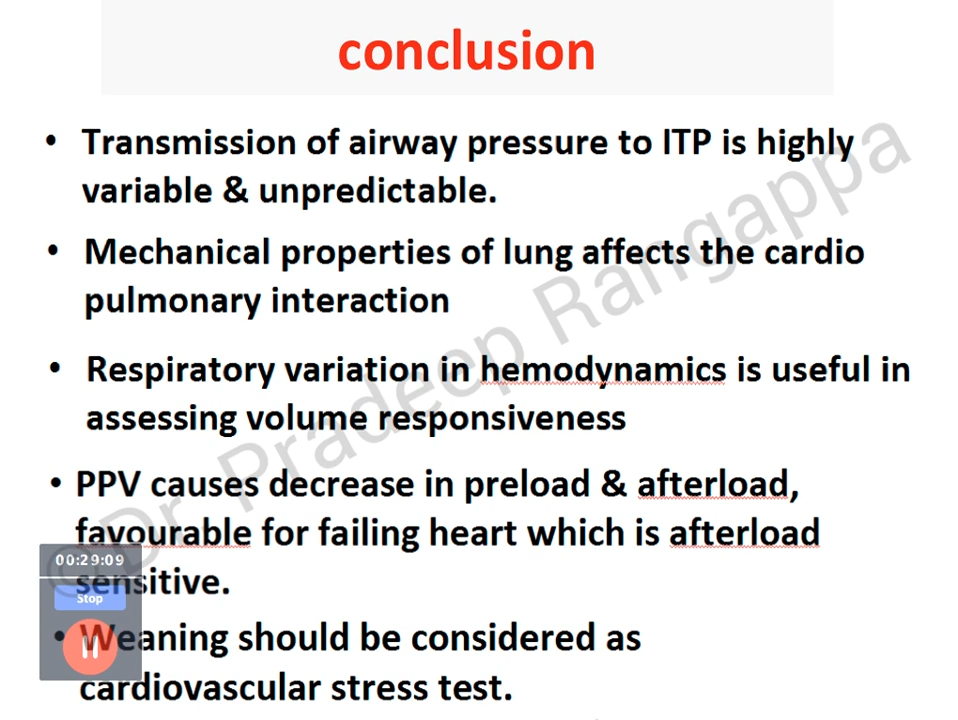 conclusion
• Transmission of airway pressure to ITP is highly
variable & unpredictable.
• Mechanical properties of lung affects the cardio
pulmonary interaction
• Respiratory variation in hemodynamics is useful in
assessing volume responsiveness
• PPV causes decrease in preload & afterload,
favourable for failing heart which is afterload
sensitive.
• Weaning should be considered as
cardiovascular stress test.
©Dr. Pradeep Rangappa
00:29:09
Stop